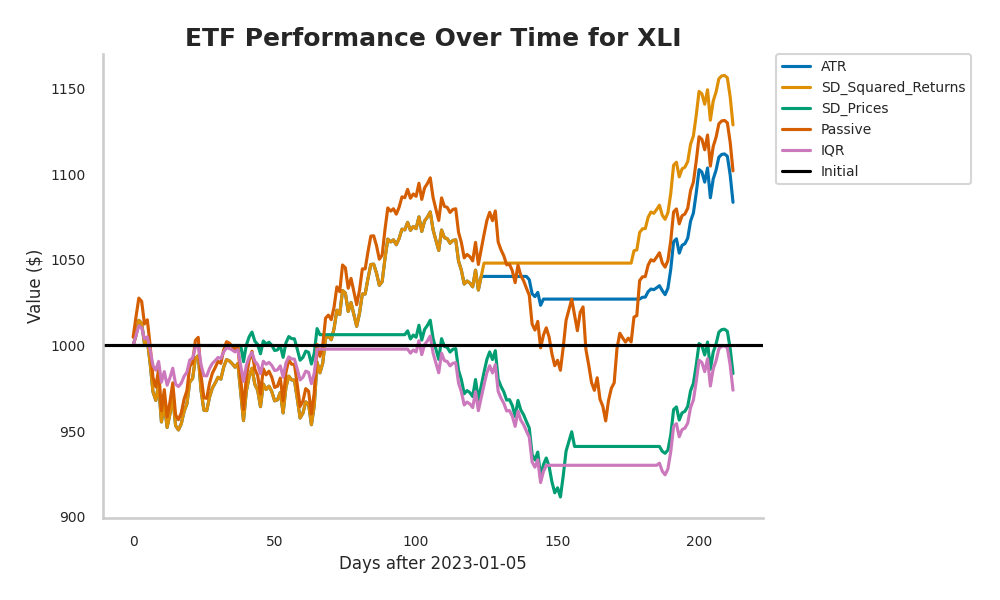 ETF Performance Over Time for XLI
ATR
SD_Squared_Returns
SD_Prices
Passive
IQR
Initial
Value ($)
1150
1100
1050
1000
950
900
0 50 100 150 200
Days after 2023-01-05